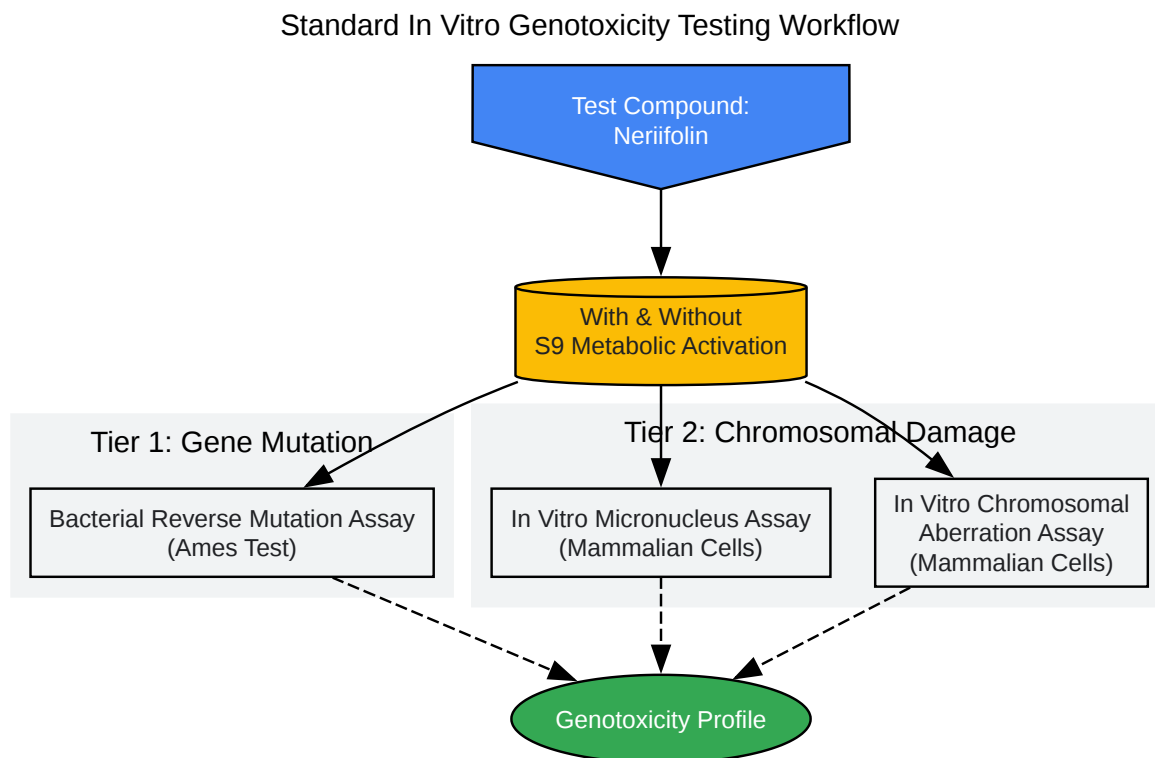 Standard In Vitro Genotoxicity Testing Workflow
Test Compound:
Neriifolin
With & Without
S9 Metabolic Activation
Tier 1: Gene Mutation
Tier 2: Chromosomal Damage
Bacterial Reverse Mutation Assay
(Ames Test)
In Vitro Micronucleus Assay
(Mammalian Cells)
In Vitro Chromosomal
Aberration Assay
(Mammalian Cells)
Genotoxicity Profile